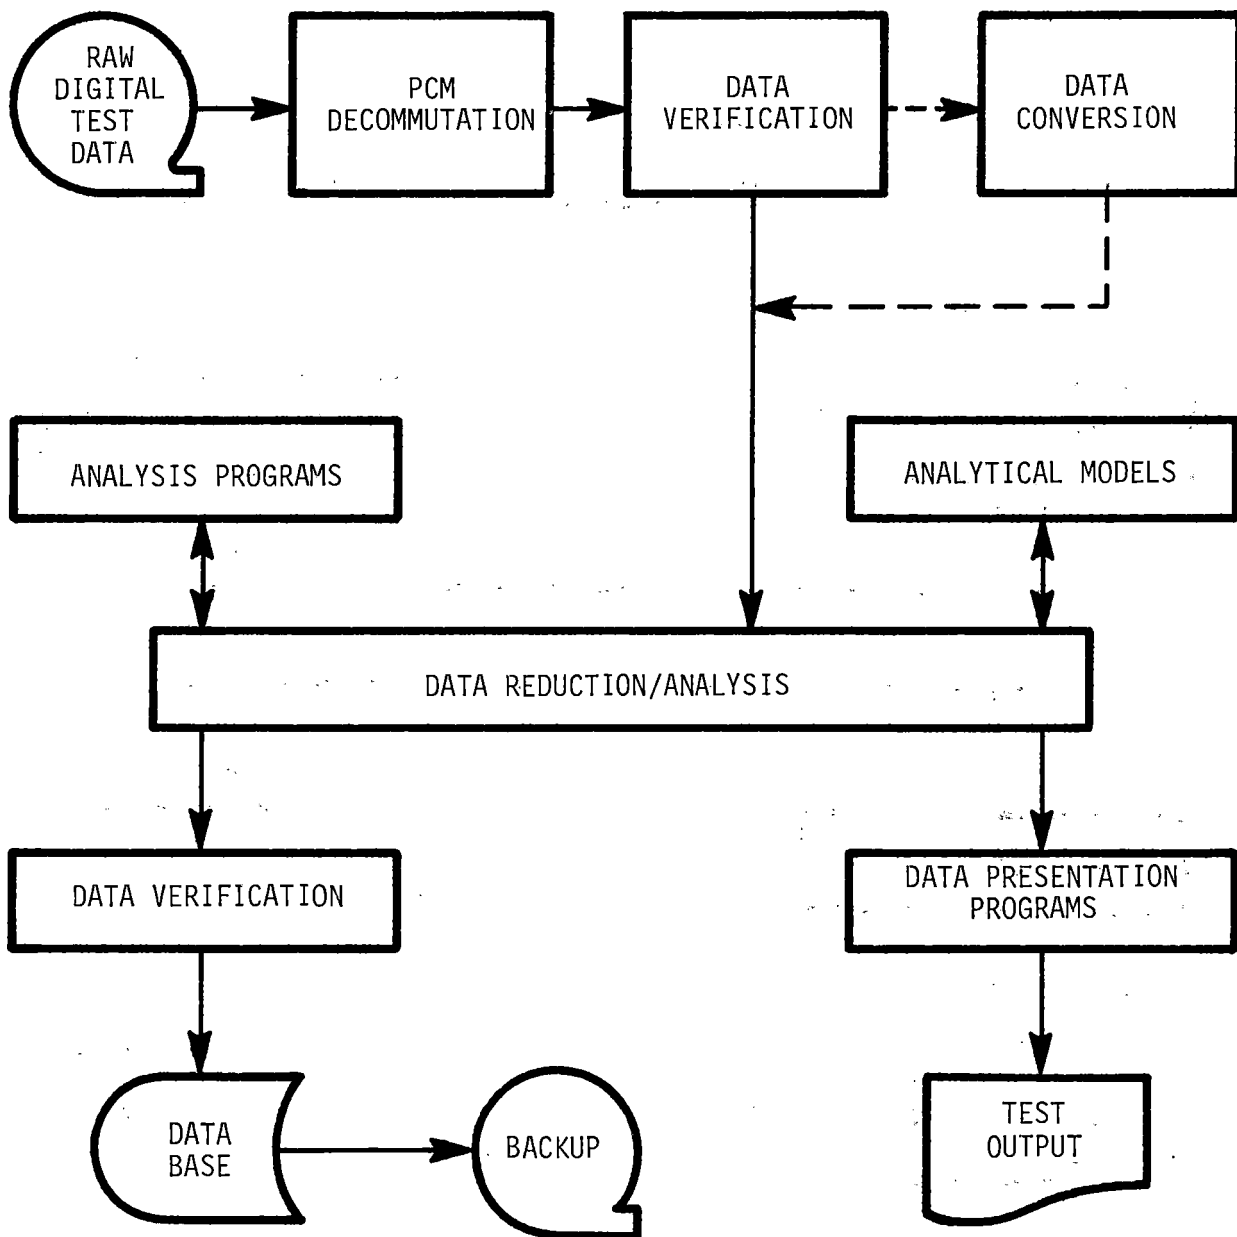 RAW
DIGITAL
TEST
DATA
PCM
DECOMMUTATION
DATA
VERIFICATION
DATA
CONVERSION
ANALYSIS PROGRAMS
ANALYTICAL MODELS
DATA REDUCTION/ANALYSIS
DATA VERIFICATION
DATA PRESENTATION
PROGRAMS
DATA
BASE
BACKUP
TEST
OUTPUT